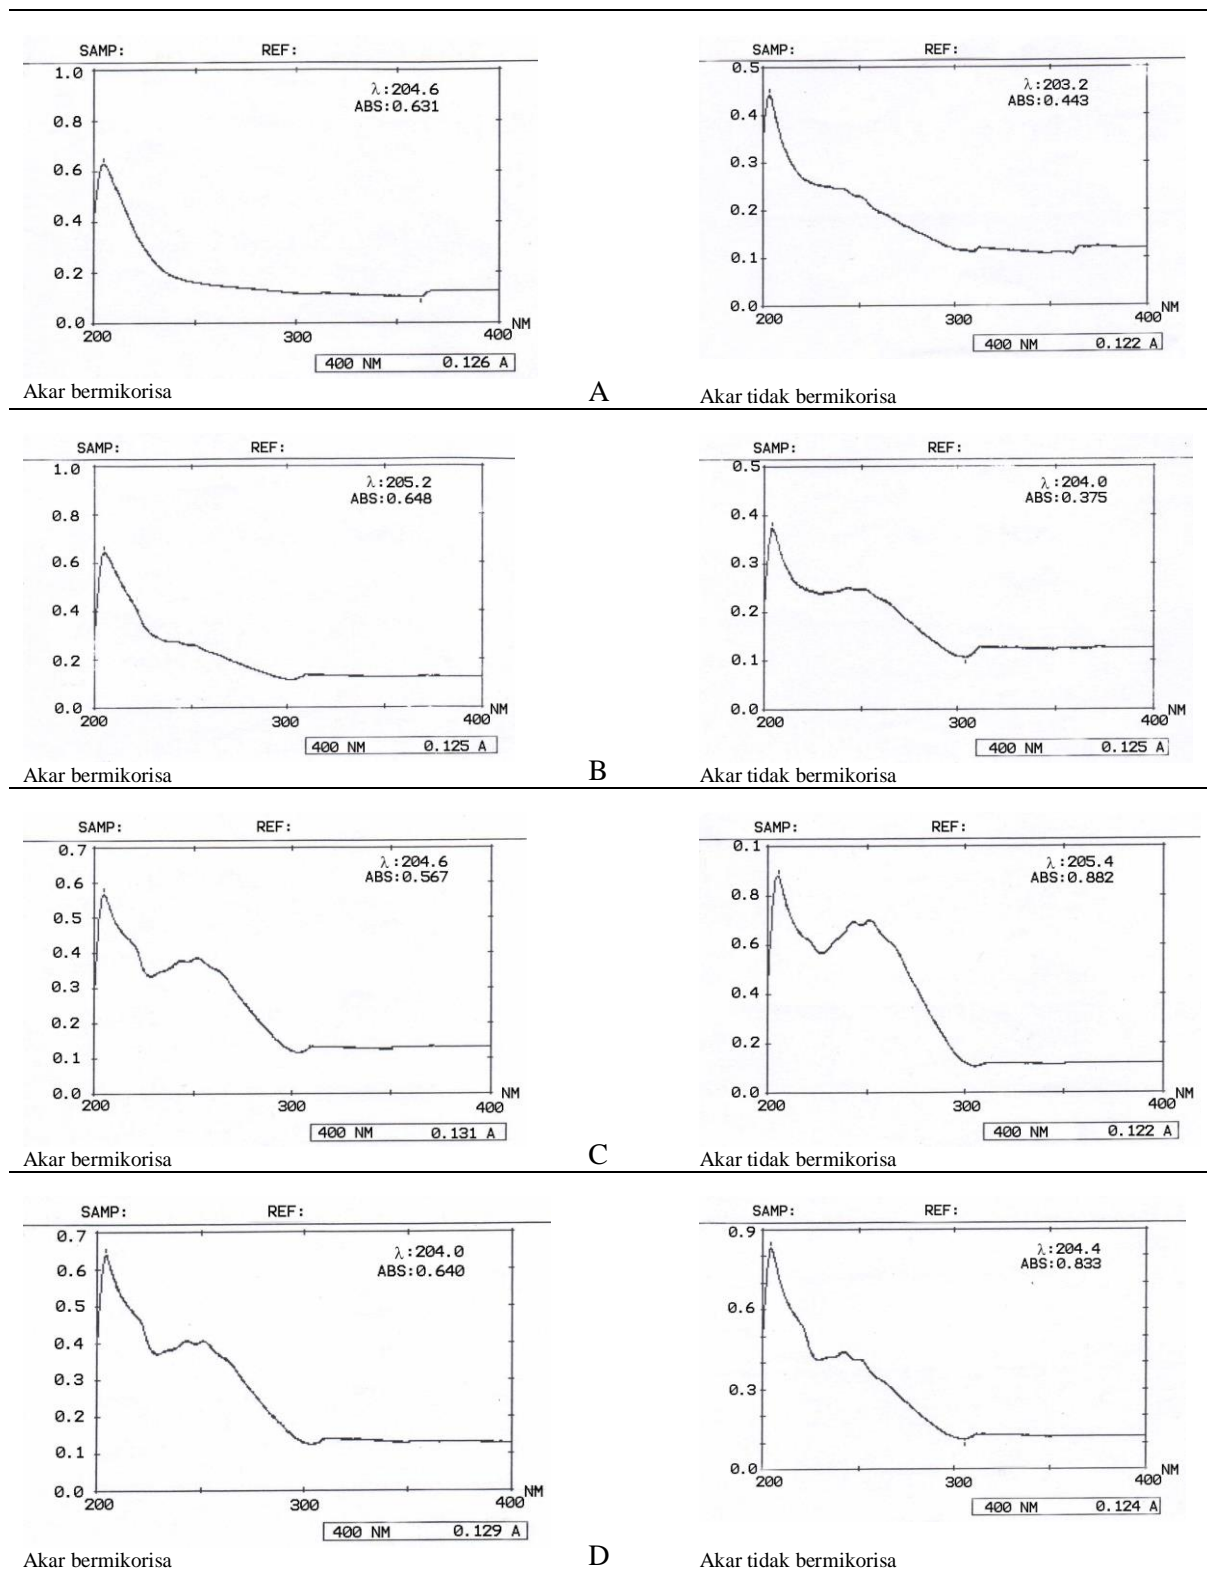 SAMP: REF:
λ:204.6
ABS:0.631
1.0
0.8
0.6
0.4
0.2
0.0
200 300 400 NM
400 NM 0.126 A
Akar bermikorisa
SAMP: REF:
λ:203.2
ABS:0.443
0.5
0.4
0.3
0.2
0.1
0.0
200 300 400 NM
400 NM 0.122 A
A
Akar tidak bermikorisa
SAMP: REF:
λ:205.2
ABS:0.648
1.0
0.8
0.6
0.4
0.2
0.0
200 300 400 NM
400 NM 0.125 A
Akar bermikorisa
SAMP: REF:
λ:204.0
ABS:0.375
0.5
0.4
0.3
0.2
0.1
0.0
200 300 400 NM
400 NM 0.125 A
B
Akar tidak bermikorisa
SAMP: REF:
λ:204.6
ABS:0.567
0.7
0.6
0.5
0.4
0.3
0.2
0.1
0.0
200 300 400 NM
400 NM 0.131 A
Akar bermikorisa
SAMP: REF:
λ:205.4
ABS:0.882
0.1
0.8
0.6
0.4
0.2
0.0
200 300 400 NM
400 NM 0.122 A
C
Akar tidak bermikorisa
SAMP: REF:
λ:204.0
ABS:0.640
0.7
0.6
0.5
0.4
0.3
0.2
0.1
0.0
200 300 400 NM
400 NM 0.129 A
Akar bermikorisa
SAMP: REF:
λ:204.4
ABS:0.833
0.9
0.6
0.3
0.0
200 300 400 NM
400 NM 0.124 A
D
Akar tidak bermikorisa